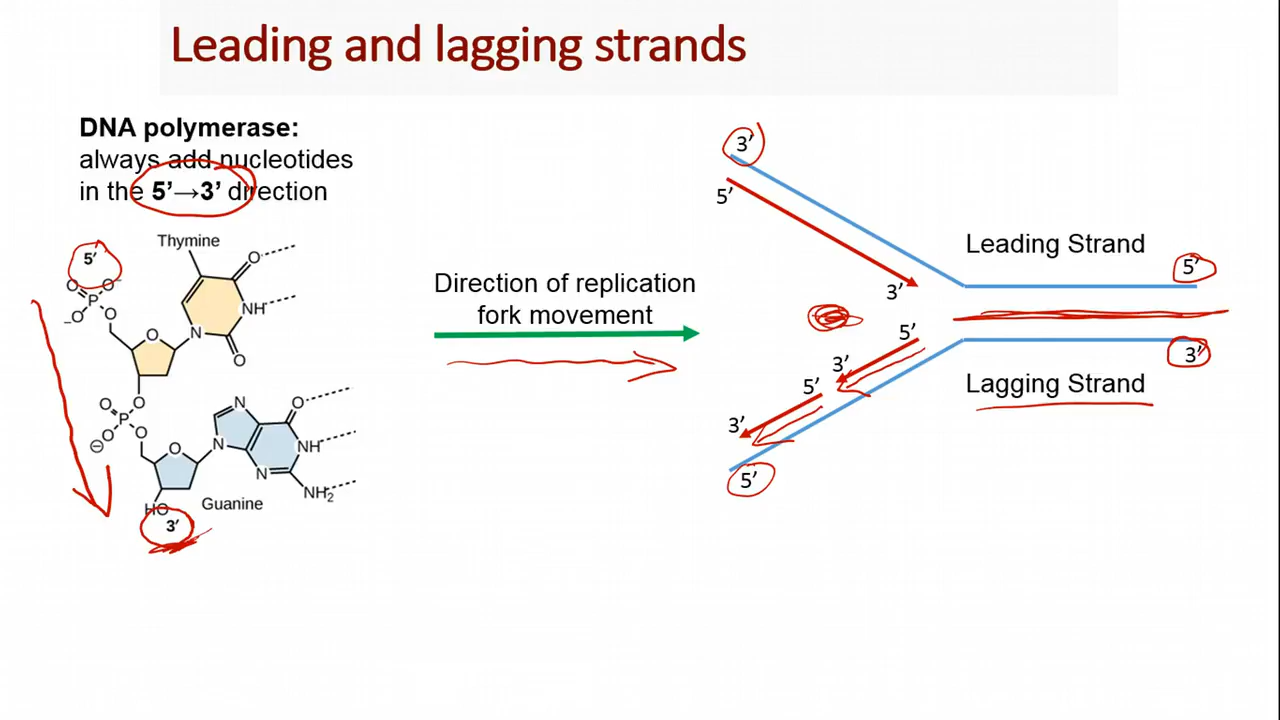 Leading and lagging strands
DNA polymerase:
always add nucleotides
in the 5’→3’ direction
5’
Thymine
O
O
O⁻
P
NH
⁻O
O
O
N
O
O
O
P
N
O
⊖
O
O
NH
O
N
N
NH₂
HO
Guanine
3’
Direction of replication
fork movement
3’
5’
Leading Strand
5’
3’
5’
3’
3’
5’
Lagging Strand
3’
5’